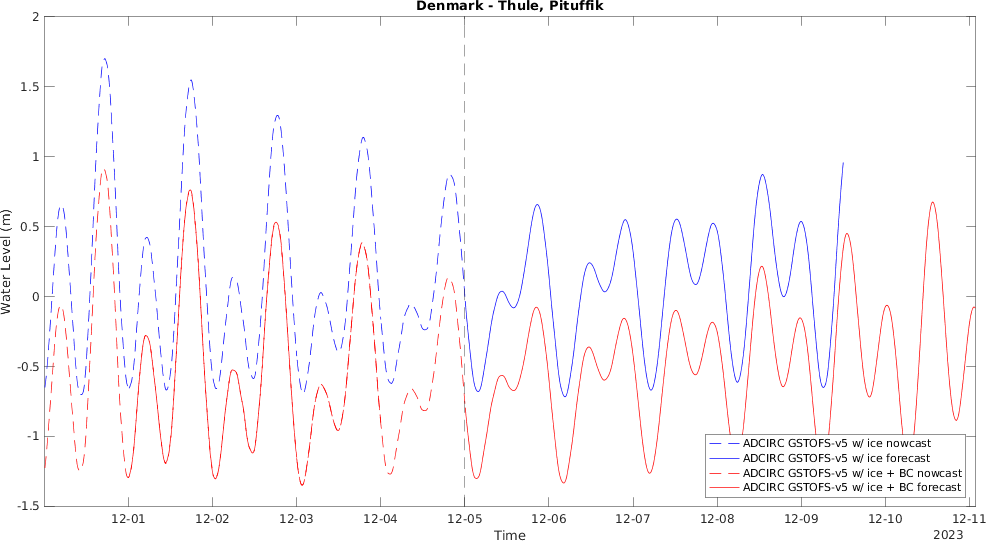 Denmark - Thule, Pituffik
2
1.5
1
0.5
0
-0.5
-1
-1.5
Water Level (m)
ADCIRC GSTOFS-v5 w/ ice nowcast
ADCIRC GSTOFS-v5 w/ ice forecast
ADCIRC GSTOFS-v5 w/ ice + BC nowcast
ADCIRC GSTOFS-v5 w/ ice + BC forecast
12-01 12-02 12-03 12-04 12-05 12-06 12-07 12-08 12-09 12-10 12-11
Time
2023